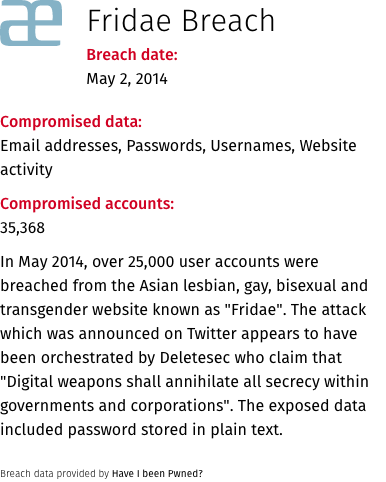 æ
Fridae Breach
Breach date:
May 2, 2014
Compromised data:
Email addresses, Passwords, Usernames, Website
activity
Compromised accounts:
35,368
In May 2014, over 25,000 user accounts were
breached from the Asian lesbian, gay, bisexual and
transgender website known as "Fridae". The attack
which was announced on Twitter appears to have
been orchestrated by Deletesec who claim that
"Digital weapons shall annihilate all secrecy within
governments and corporations". The exposed data
included password stored in plain text.
Breach data provided by Have I been Pwned?